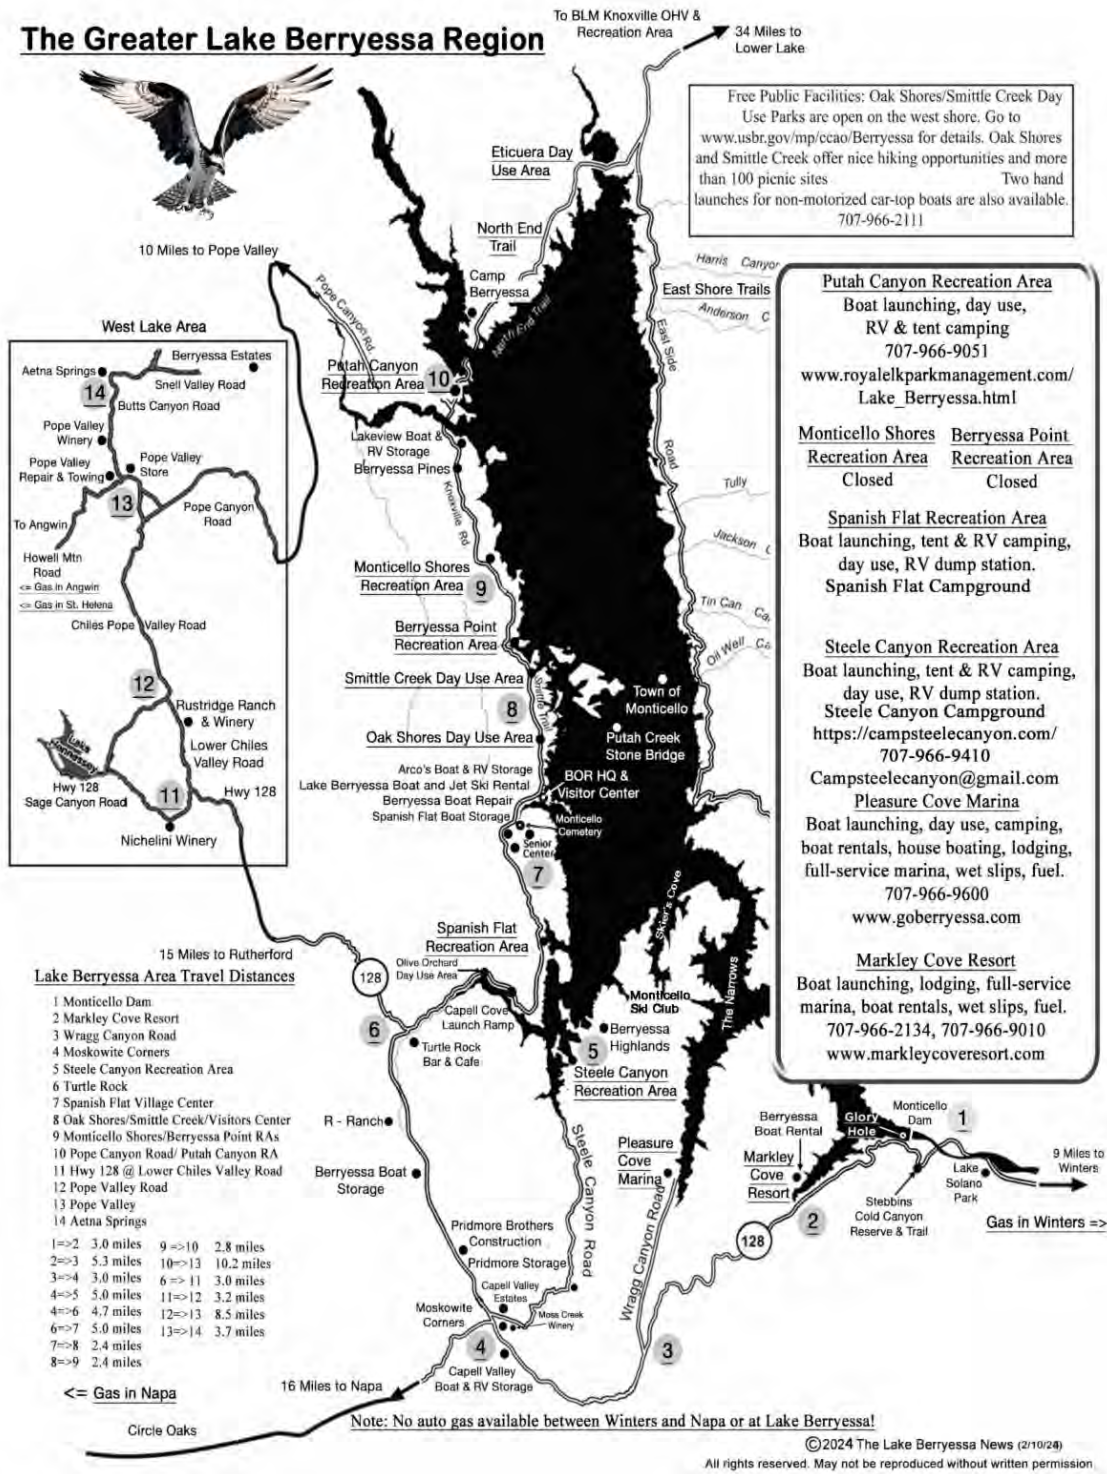 The Greater Lake Berryessa Region
To BLM Knoxville OHV &
Recreation Area
34 Miles to
Lower Lake
Free Public Facilities: Oak Shores/Smittle Creek Day
Use Parks are open on the west shore. Go to
www.usbr.gov/mp/ccao/Berryessa for details. Oak Shores
and Smittle Creek offer nice hiking opportunities and more
than 100 picnic sites Two hand
launches for non-motorized car-top boats are also available.
707-966-2111
Eticuera Day
Use Area
North End
Trail
Camp
Berryessa
North End Trail
Harris Canyon
East Shore Trails
Anderson C
East Side
Road
Tully
Jackson C
Tin Can Ca
Oil Well Ca
10 Miles to Pope Valley
Pope Canyon Rd.
Putah Canyon
Recreation Area
10
Lakeview Boat &
RV Storage
Berryessa Pines
Knoxville Rd
Monticello Shores
Recreation Area
9
Berryessa Point
Recreation Area
Smittle Creek Day Use Area
Smittle Trail
8
Oak Shores Day Use Area
Town of
Monticello
Putah Creek
Stone Bridge
Arco's Boat & RV Storage
Lake Berryessa Boat and Jet Ski Rental
Berryessa Boat Repair
Spanish Flat Boat Storage
BOR HQ &
Visitor Center
Monticello
Cemetery
Senior
Center
7
West Lake Area
Berryessa Estates
Aetna Springs
Snell Valley Road
14
Butts Canyon Road
Pope Valley
Winery
Pope Valley
Repair & Towing
Pope Valley
Store
13
To Angwin
Pope Canyon
Road
Howell Mtn
Road
<= Gas in Angwin
<= Gas in St. Helena
Chiles Pope Valley Road
12
Rustridge Ranch
& Winery
Lake
Hennessey
Lower Chiles
Valley Road
Hwy 128
Sage Canyon Road
11
Hwy 128
Nichelini Winery
Putah Canyon Recreation Area
Boat launching, day use,
RV & tent camping
707-966-9051
www.royalelkparkmanagement.com/
Lake_Berryessa.html
Monticello Shores
Recreation Area
Closed
Berryessa Point
Recreation Area
Closed
Spanish Flat Recreation Area
Boat launching, tent & RV camping,
day use, RV dump station.
Spanish Flat Campground
Steele Canyon Recreation Area
Boat launching, tent & RV camping,
day use, RV dump station.
Steele Canyon Campground
https://campsteelecanyon.com/
707-966-9410
Campsteelecanyon@gmail.com
Pleasure Cove Marina
Boat launching, day use, camping,
boat rentals, house boating, lodging,
full-service marina, wet slips, fuel.
707-966-9600
www.goberryessa.com
Markley Cove Resort
Boat launching, lodging, full-service
marina, boat rentals, wet slips, fuel.
707-966-2134, 707-966-9010
www.markleycoveresort.com
Spanish Flat
Recreation Area
Olive Orchard
Day Use Area
15 Miles to Rutherford
128
6
Capell Cove
Launch Ramp
Turtle Rock
Bar & Cafe
Skier's Cove
The Narrows
Monticello
Ski Club
Berryessa
Highlands
5
Steele Canyon
Recreation Area
Lake Berryessa Area Travel Distances
1 Monticello Dam
2 Markley Cove Resort
3 Wragg Canyon Road
4 Moskowite Corners
5 Steele Canyon Recreation Area
6 Turtle Rock
7 Spanish Flat Village Center
8 Oak Shores/Smittle Creek/Visitors Center
9 Monticello Shores/Berryessa Point RAs
10 Pope Canyon Road/ Putah Canyon RA
11 Hwy 128 @ Lower Chiles Valley Road
12 Pope Valley Road
13 Pope Valley
14 Aetna Springs
1=>2 3.0 miles
2=>3 5.3 miles
3=>4 3.0 miles
4=>5 5.0 miles
4=>6 4.7 miles
6=>7 5.0 miles
7=>8 2.4 miles
8=>9 2.4 miles
9 =>10 2.8 miles
10=>13 10.2 miles
6 => 11 3.0 miles
11=>12 3.2 miles
12=>13 8.5 miles
13=>14 3.7 miles
R - Ranch
Berryessa Boat
Storage
Pridmore Brothers
Construction
Pridmore Storage
Capell Valley
Estates
Moss Creek
Winery
Moskowite
Corners
4
Capell Valley
Boat & RV Storage
Steele Canyon Road
Pleasure
Cove
Marina
Wragg Canyon Road
3
Berryessa
Boat Rental
Markley
Cove
Resort
Glory
Hole
Monticello
Dam
1
2
128
Stebbins
Cold Canyon
Reserve & Trail
Lake
Solano
Park
9 Miles to
Winters
Gas in Winters =>
<= Gas in Napa
16 Miles to Napa
Circle Oaks
Note: No auto gas available between Winters and Napa or at Lake Berryessa!
©2024 The Lake Berryessa News (2/10/24)
All rights reserved. May not be reproduced without written permission